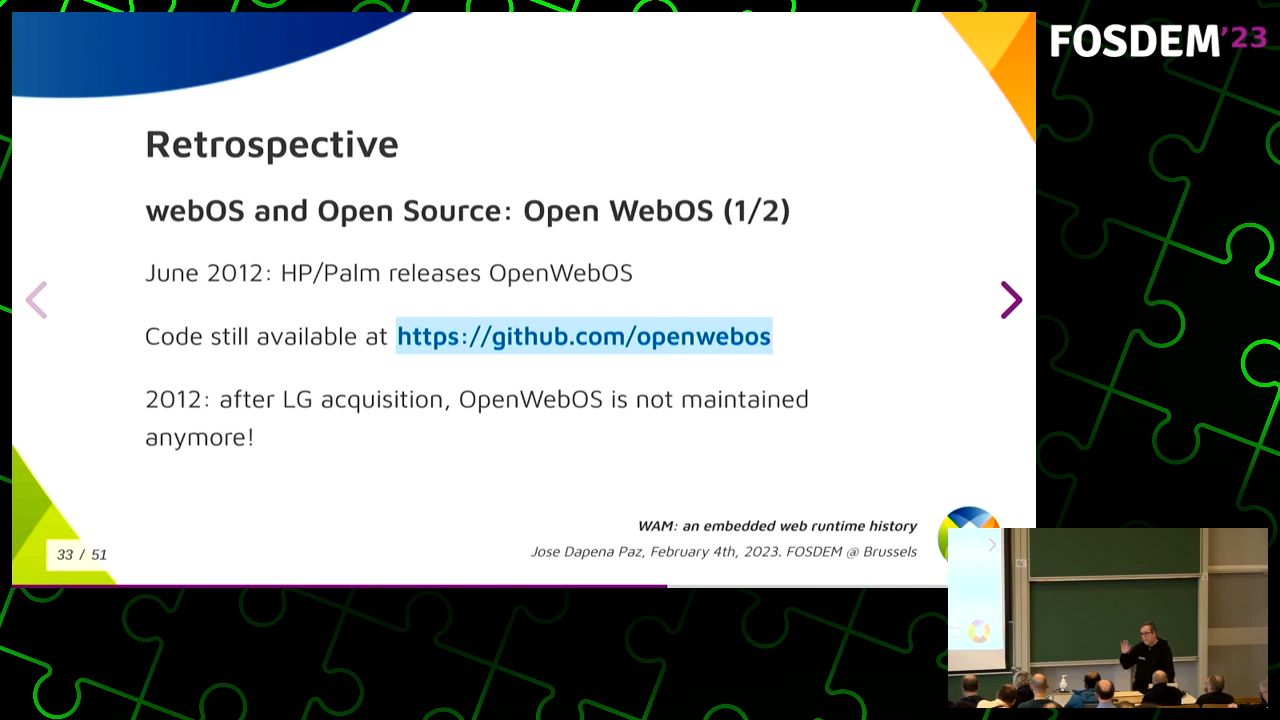 FOSDEM'23
Retrospective
webOS and Open Source: Open WebOS (1/2)
June 2012: HP/Palm releases OpenWebOS
Code still available at https://github.com/openwebos
2012: after LG acquisition, OpenWebOS is not maintained
anymore!
WAM: an embedded web runtime history
Jose Dapena Paz, February 4th, 2023. FOSDEM @ Brussels
33 / 51